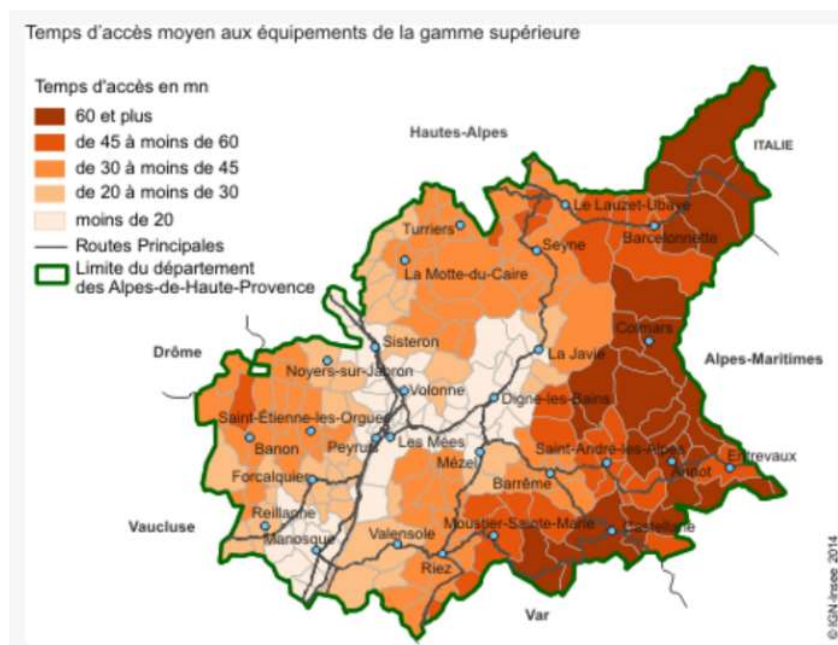 Temps d'accès moyen aux équipements de la gamme supérieure
Temps d'accès en mn
60 et plus
de 45 à moins de 60
de 30 à moins de 45
de 20 à moins de 30
moins de 20
Routes Principales
Limite du département
des Alpes-de-Haute-Provence
Hautes-Alpes
ITALIE
Le Lauzet-Ubaye
Turriers
Barcelonnette
Seyne
La Motte-du-Caire
Colmars
Sisteron
Drôme
La Javie
Alpes-Maritimes
Noyers-sur-Jabron
Volonne
Digne-les-Bains
Saint-Étienne-les-Orgues
Peyruis
Les Mées
Banon
Mézel
Saint-André-les-Alpes
Entrevaux
Annot
Forcalquier
Barrême
Reillanne
Vaucluse
Manosque
Valensole
Moustier-Sainte-Marie
Castellane
Riez
Var
© IGN-Insee 2014